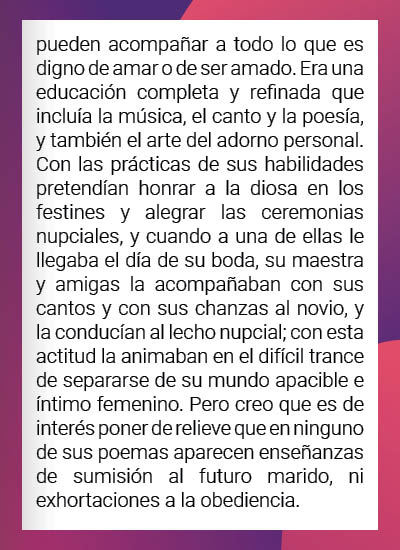 pueden acompañar a todo lo que es
digno de amar o de ser amado. Era una
educación completa y refinada que
incluía la música, el canto y la poesía,
y también el arte del adorno personal.
Con las prácticas de sus habilidades
pretendían honrar a la diosa en los
festines y alegrar las ceremonias
nupciales, y cuando a una de ellas le
llegaba el día de su boda, su maestra
y amigas la acompañaban con sus
cantos y con sus chanzas al novio, y
la conducían al lecho nupcial; con esta
actitud la animaban en el difícil trance
de separarse de su mundo apacible e
íntimo femenino. Pero creo que es de
interés poner de relieve que en ninguno
de sus poemas aparecen enseñanzas
de sumisión al futuro marido, ni
exhortaciones a la obediencia.